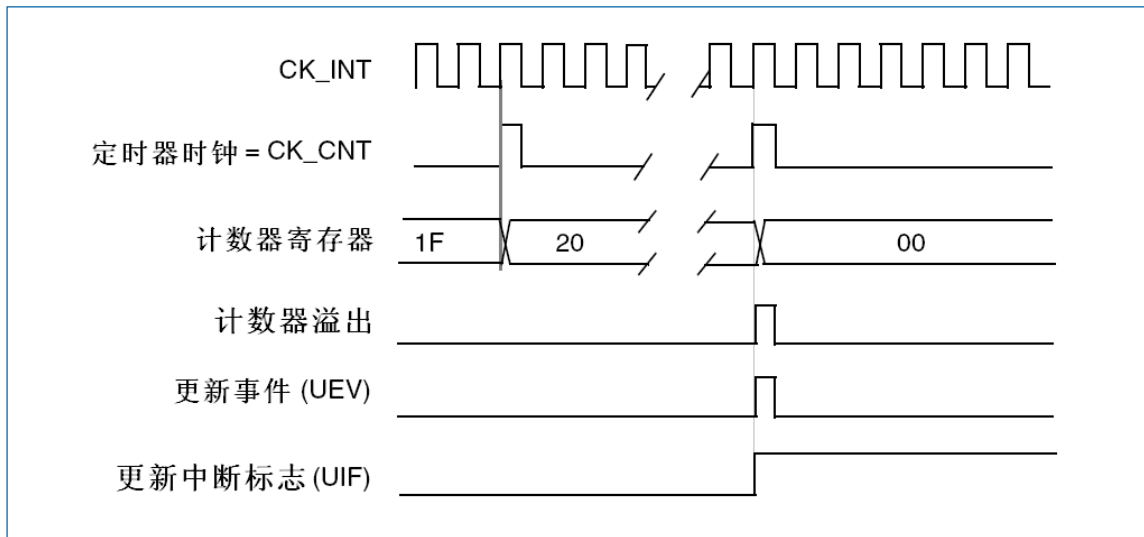 CK_INT
定时器时钟 = CK_CNT
计数器寄存器 1F 20 00
计数器溢出
更新事件 (UEV)
更新中断标志 (UIF)